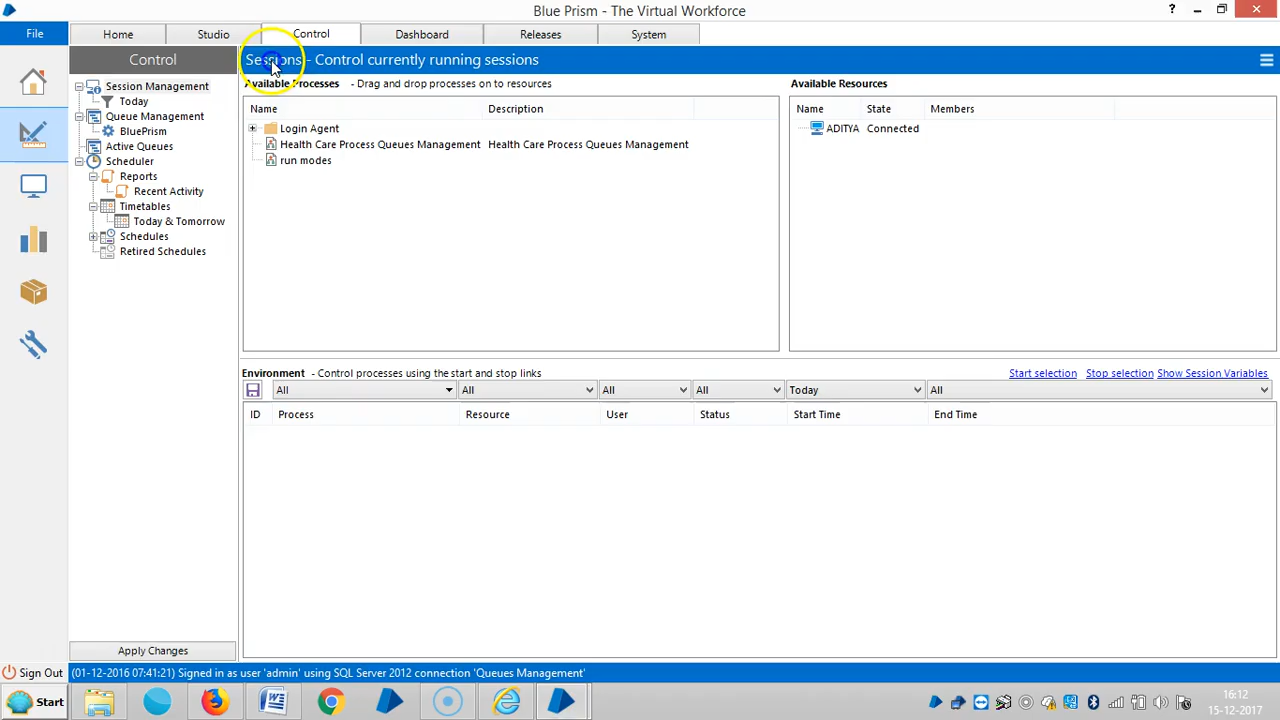 Blue Prism - The Virtual Workforce
File
Home
Studio
Control
Dashboard
Releases
System
Control
Sessions - Control currently running sessions
Session Management
Today
Queue Management
BluePrism
Active Queues
Scheduler
Reports
Recent Activity
Timetables
Today & Tomorrow
Schedules
Retired Schedules
Apply Changes
Available Processes - Drag and drop processes on to resources
Name Description
Login Agent
Health Care Process Queues Management Health Care Process Queues Management
run modes
Available Resources
Name State Members
ADITYA Connected
Environment - Control processes using the start and stop links
Start selection Stop selection Show Session Variables
All All All All Today All
ID Process Resource User Status Start Time End Time
Sign Out
(01-12-2016 07:41:21) Signed in as user 'admin' using SQL Server 2012 connection 'Queues Management'
Start
16:12
15-12-2017